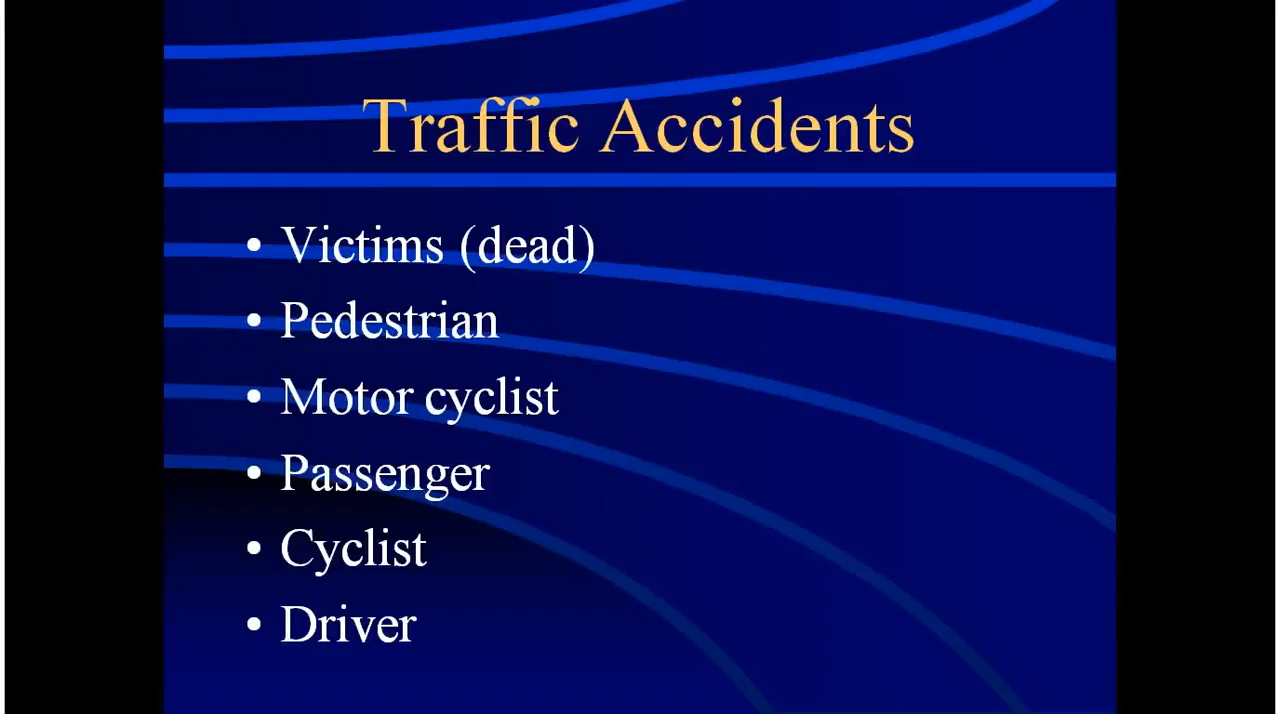 Traffic Accidents
• Victims (dead)
• Pedestrian
• Motor cyclist
• Passenger
• Cyclist
• Driver